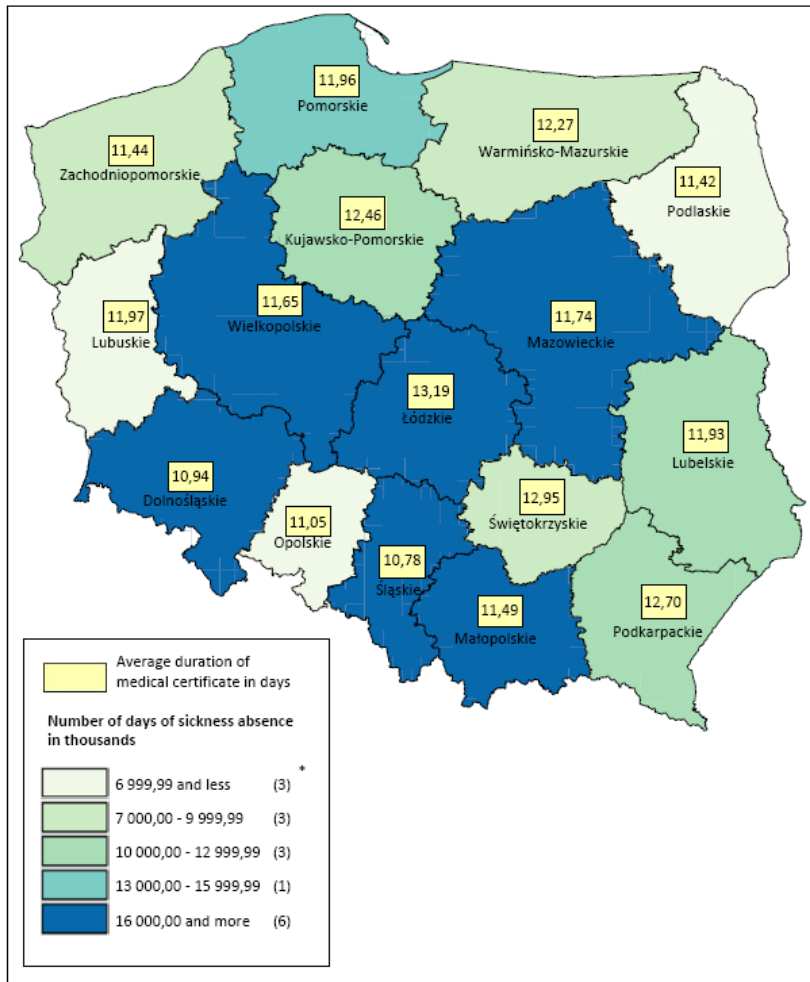 11,96
Pomorskie
12,27
Warmińsko-Mazurskie
11,44
Zachodniopomorskie
11,42
Podlaskie
12,46
Kujawsko-Pomorskie
11,97
Lubuskie
11,65
Wielkopolskie
11,74
Mazowieckie
13,19
Łódzkie
11,93
Lubelskie
10,94
Dolnośląskie
11,05
Opolskie
12,95
Świętokrzyskie
10,78
Śląskie
11,49
Małopolskie
12,70
Podkarpackie
Average duration of
medical certificate in days
Number of days of sickness absence
in thousands
*
6 999,99 and less (3)
7 000,00 - 9 999,99 (3)
10 000,00 - 12 999,99 (3)
13 000,00 - 15 999,99 (1)
16 000,00 and more (6)